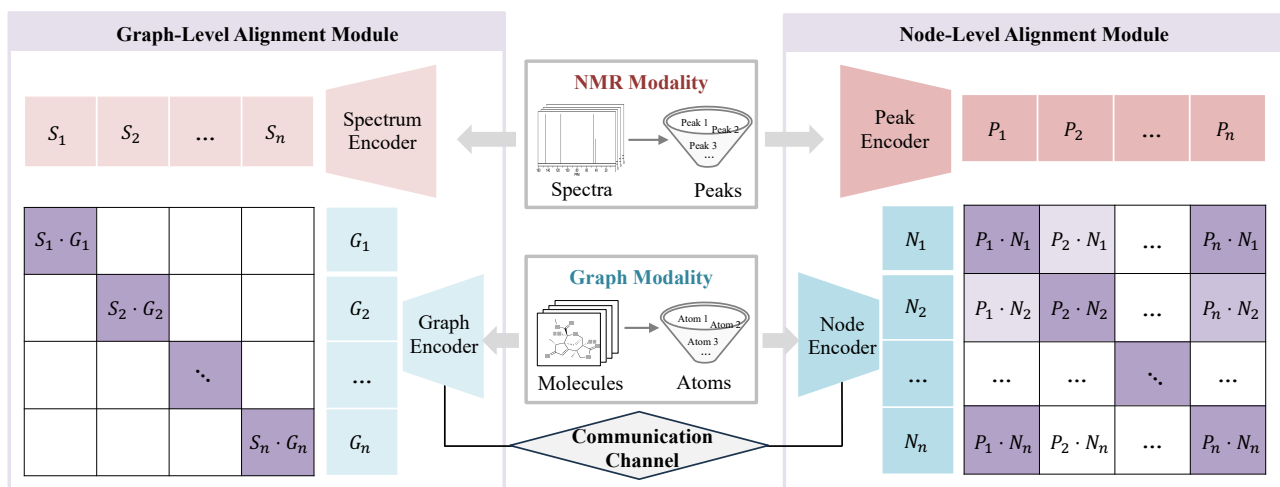 Graph-Level Alignment Module
S₁ S₂ ... Sₙ
Spectrum
Encoder
S₁ · G₁
S₂ · G₂
⋱
Sₙ · Gₙ
G₁
G₂
...
Gₙ
Graph
Encoder
NMR Modality
Peak 1
Peak 2
Peak 3
...
Spectra
Peaks
Graph Modality
Atom 1
Atom 2
Atom 3
...
Molecules
Atoms
Communication
Channel
Node-Level Alignment Module
Peak
Encoder
P₁ P₂ ... Pₙ
Node
Encoder
N₁
N₂
...
Nₙ
P₁ · N₁ P₂ · N₁ ... Pₙ · N₁
P₁ · N₂ P₂ · N₂ ... Pₙ · N₂
... ... ⋱ ...
P₁ · Nₙ P₂ · Nₙ ... Pₙ · Nₙ